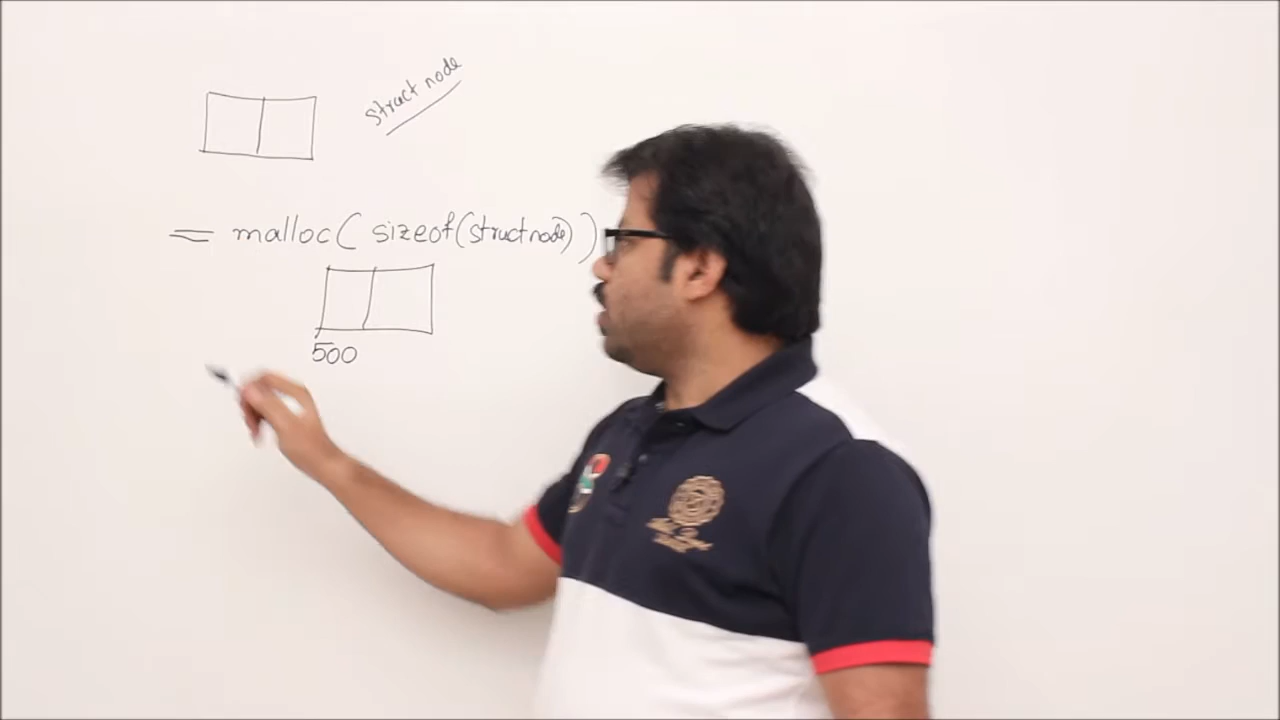 struct node
= malloc( sizeof(struct node))
500